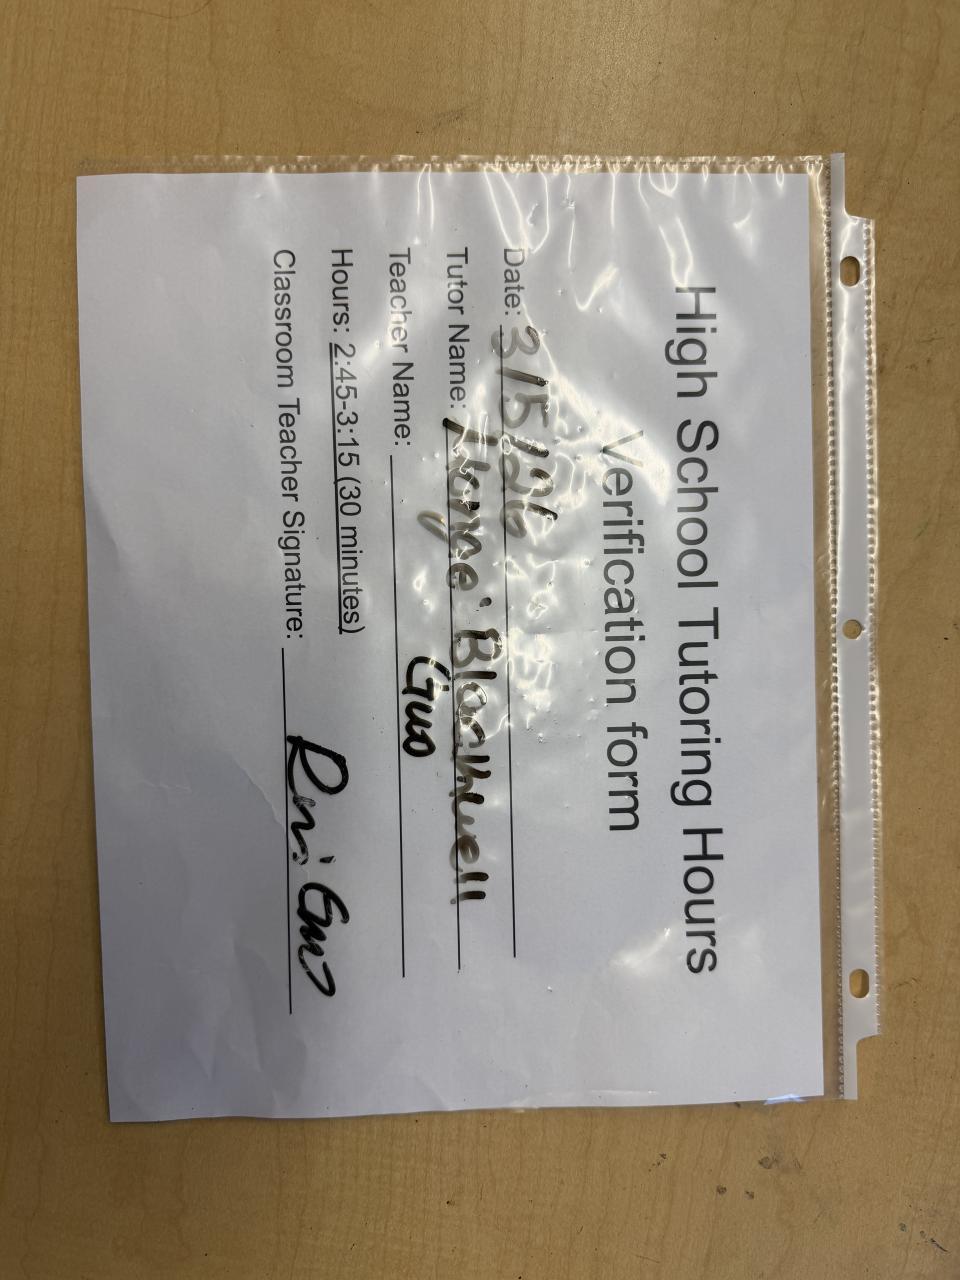 High School Tutoring Hours
Verification form
Date: 3/5/26
Tutor Name: Blackwell
Teacher Name: Guo
Hours: 2:45-3:15 (30 minutes)
Classroom Teacher Signature: